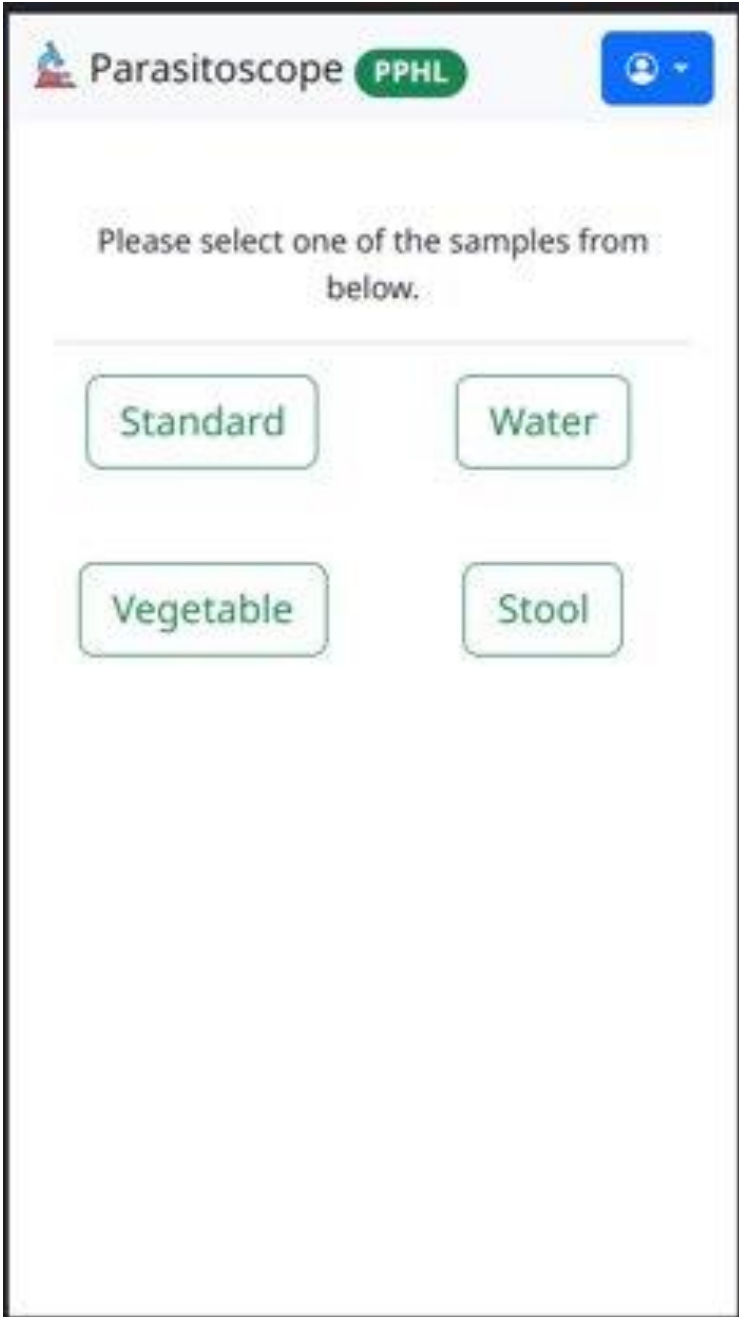 Parasitoscope PPHL
Please select one of the samples from
below.
Standard Water
Vegetable Stool